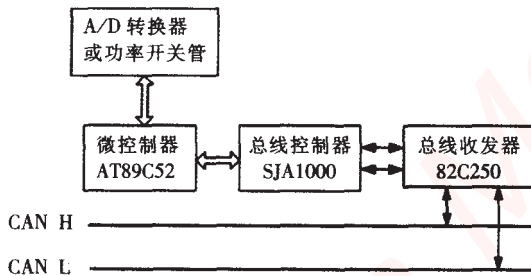 A/D 转换器
或功率开关管
微控制器
AT89C52
总线控制器
SJA1000
总线收发器
82C250
CAN H
CAN L